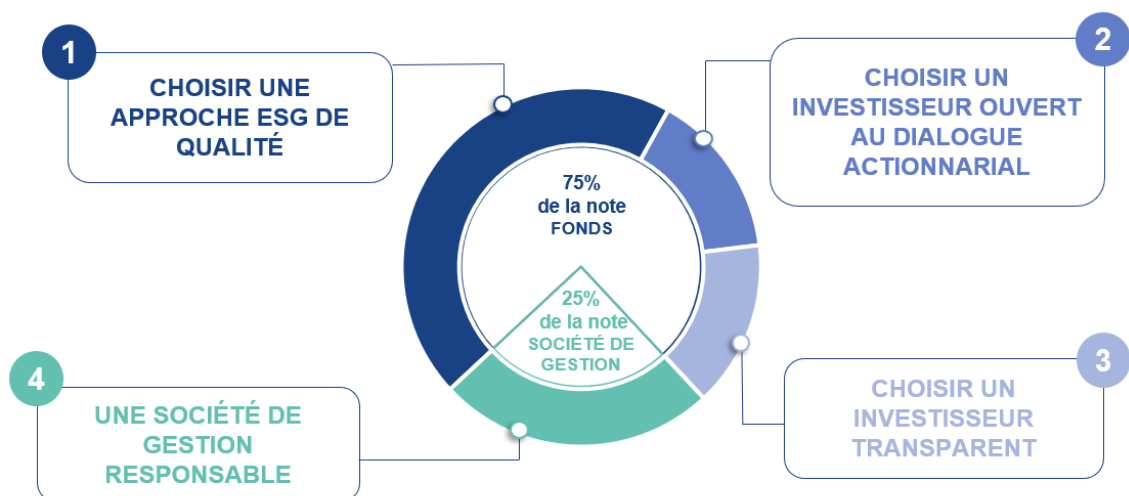 1
CHOISIR UNE
APPROCHE ESG DE
QUALITÉ
2
CHOISIR UN
INVESTISSEUR OUVERT
AU DIALOGUE
ACTIONNARIAL
75%
de la note
FONDS
25%
de la note
SOCIÉTÉ DE
GESTION
4
UNE SOCIÉTÉ DE
GESTION
RESPONSABLE
3
CHOISIR UN
INVESTISSEUR
TRANSPARENT